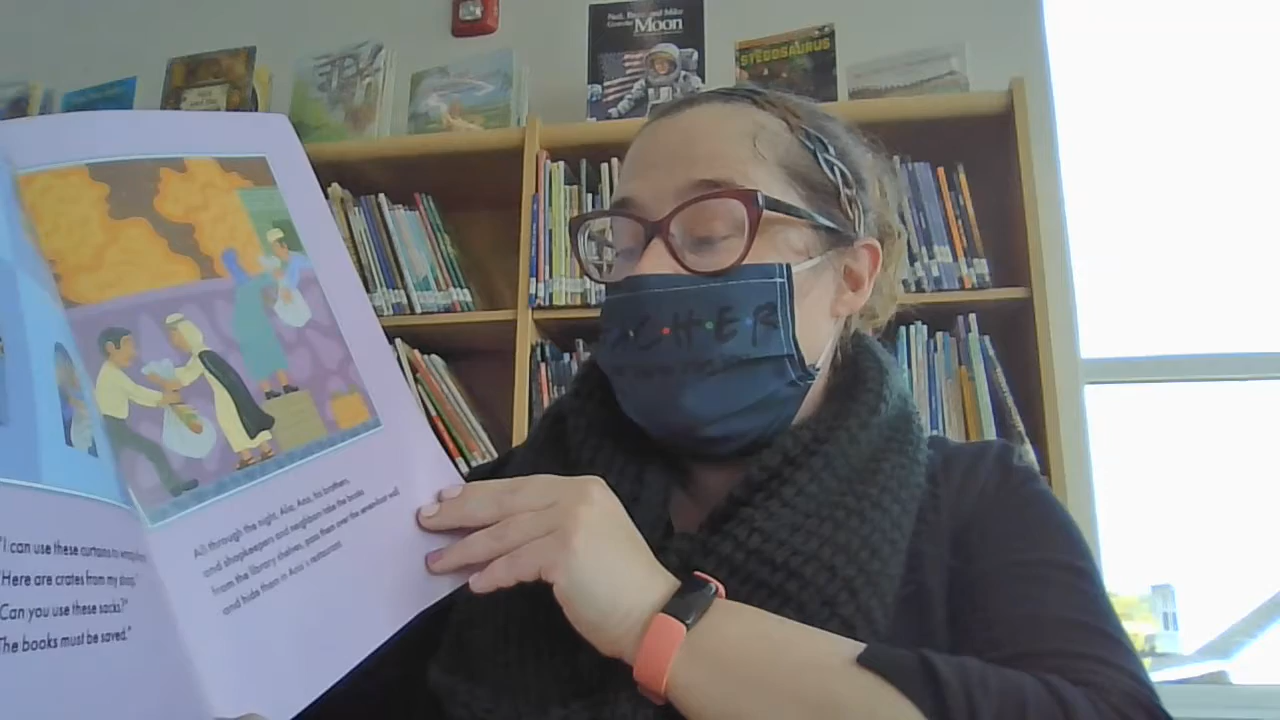 Neil, Buzz, and Mike
Go to the Moon
STEGOSAURUS
CHER
All through the night, Alia, Anis, his brothers,
and shopkeepers and neighbors take the books
from the library shelves, pass them over the seven-foot wall
and hide them in Anis's restaurant.
"I can use these curtains to wrap
"Here are crates from my shop."
"Can you use these sacks?"
"The books must be saved."